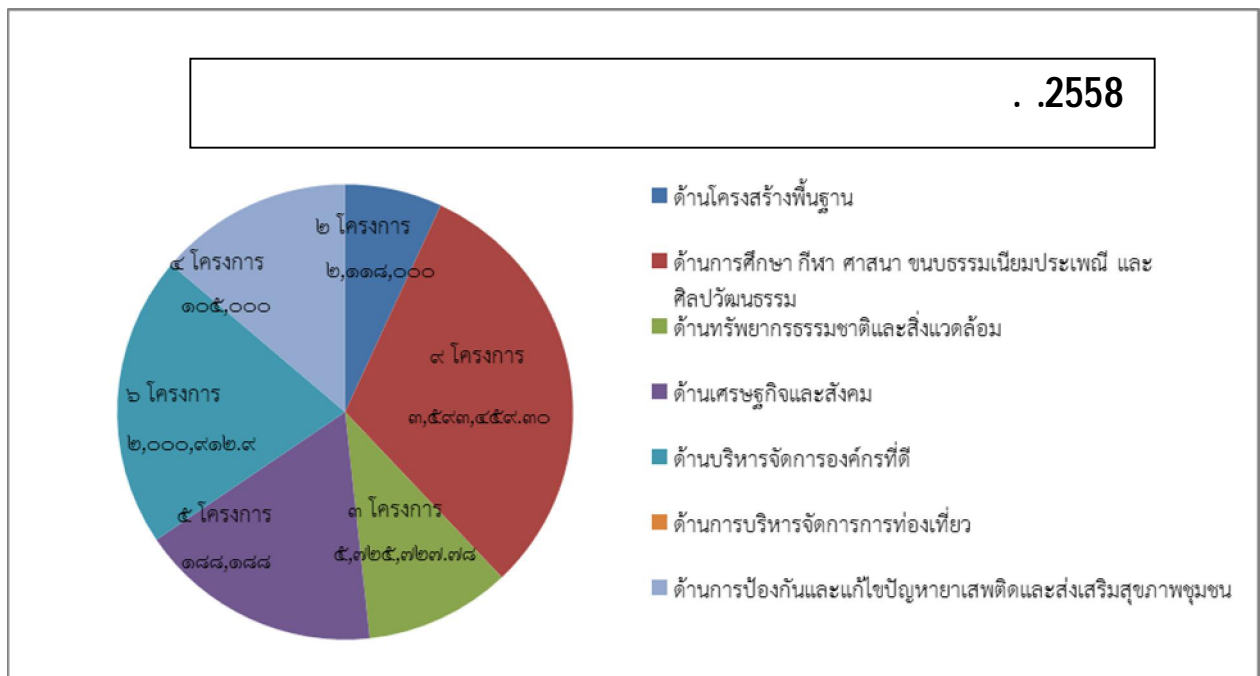 . .2558
๒ โครงการ
๒,๑๑๘,๐๐๐
๔ โครงการ
๑๐๕,๐๐๐
๙ โครงการ
๓,๕๙๓,๔๕๙.๓๐
๖ โครงการ
๒,๐๐๐,๙๑๒.๙
๕ โครงการ
๑๘๘,๑๘๘
๓ โครงการ
๕,๗๒๕,๗๒๗.๗๘
ด้านโครงสร้างพื้นฐาน
ด้านการศึกษา กีฬา ศาสนา ขนบธรรมเนียมประเพณี และ
ศิลปวัฒนธรรม
ด้านทรัพยากรธรรมชาติและสิ่งแวดล้อม
ด้านเศรษฐกิจและสังคม
ด้านบริหารจัดการองค์กรที่ดี
ด้านการบริหารจัดการการท่องเที่ยว
ด้านการป้องกันและแก้ไขปัญหายาเสพติดและส่งเสริมสุขภาพชุมชน